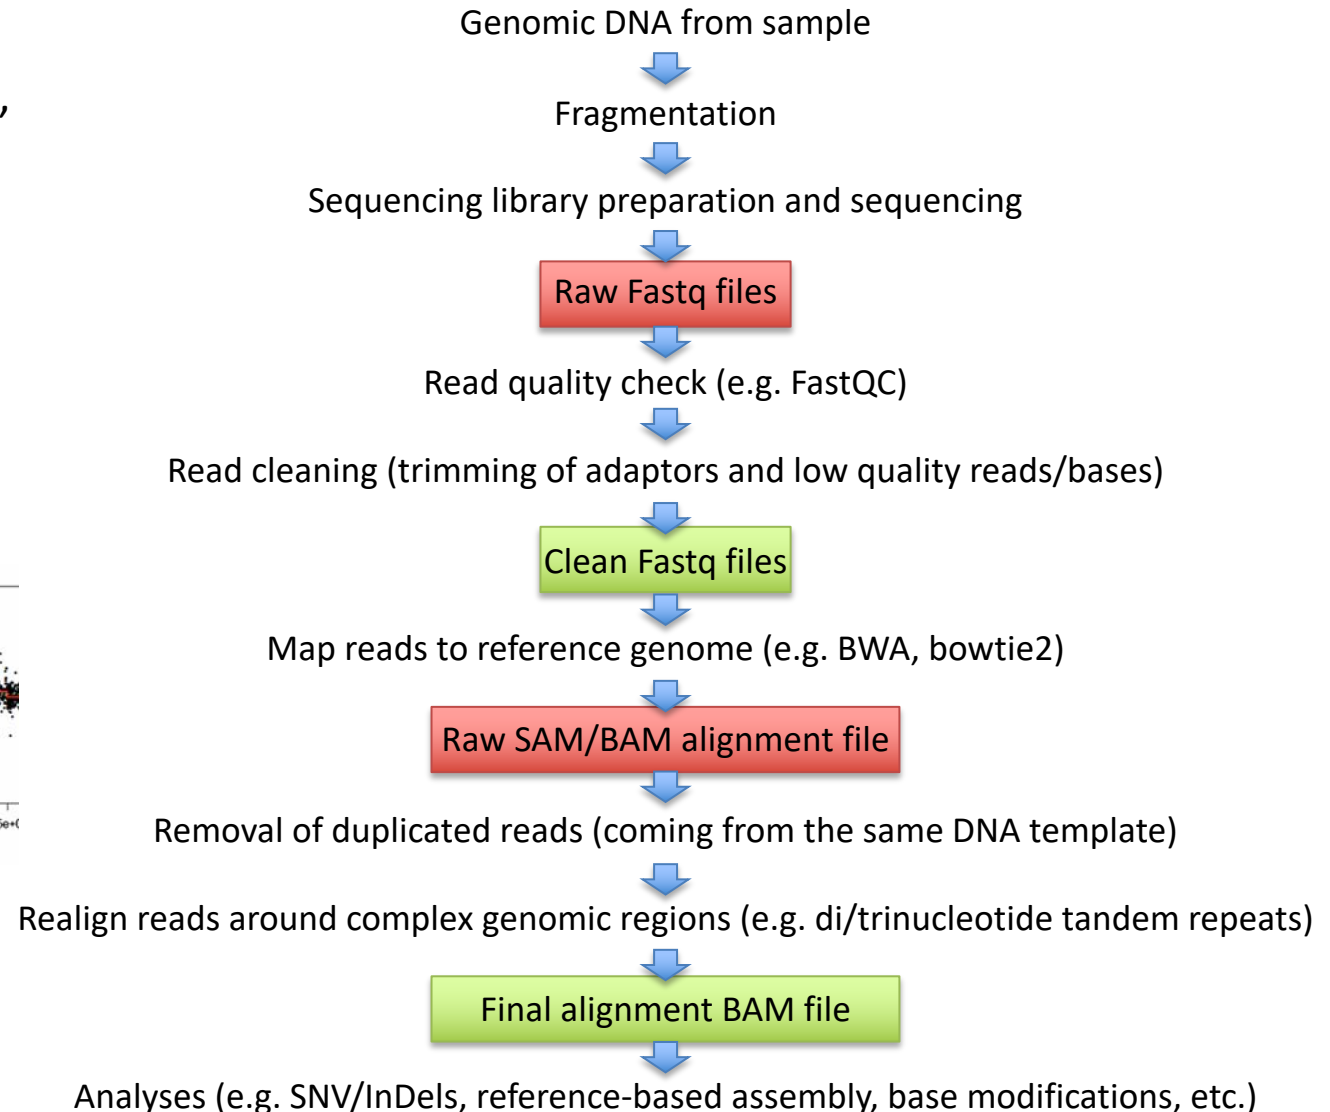 Genomic DNA from sample
,
Fragmentation
Sequencing library preparation and sequencing
Raw Fastq files
Read quality check (e.g. FastQC)
Read cleaning (trimming of adaptors and low quality reads/bases)
Clean Fastq files
Map reads to reference genome (e.g. BWA, bowtie2)
Raw SAM/BAM alignment file
Removal of duplicated reads (coming from the same DNA template)
Realign reads around complex genomic regions (e.g. di/trinucleotide tandem repeats)
Final alignment BAM file
Analyses (e.g. SNV/InDels, reference-based assembly, base modifications, etc.)